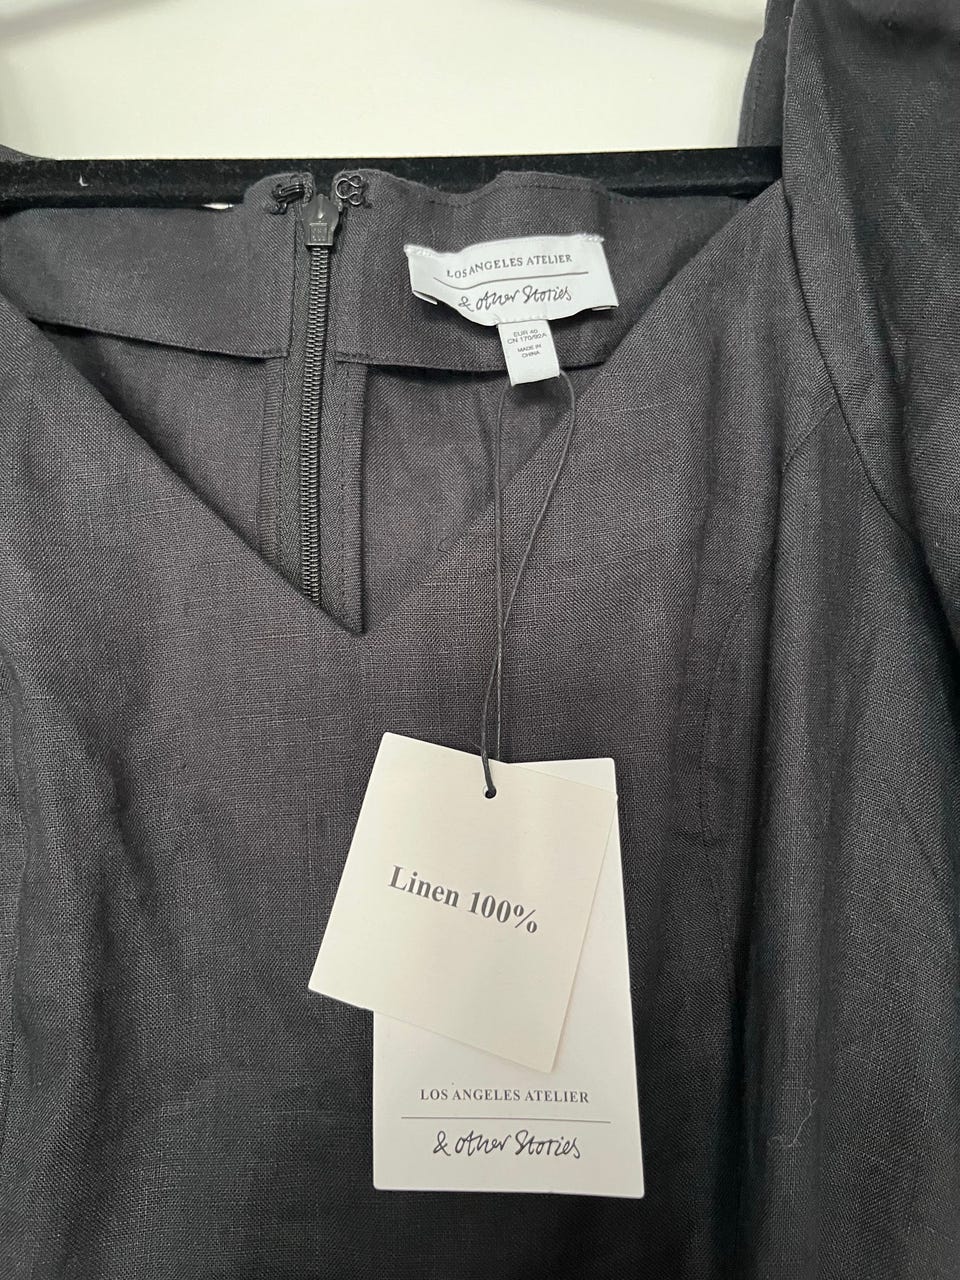 LOS ANGELES ATELIER
& other Stories
EUR 40
CN 170/92A
MADE IN
CHINA
Linen 100%
LOS ANGELES ATELIER
& other Stories